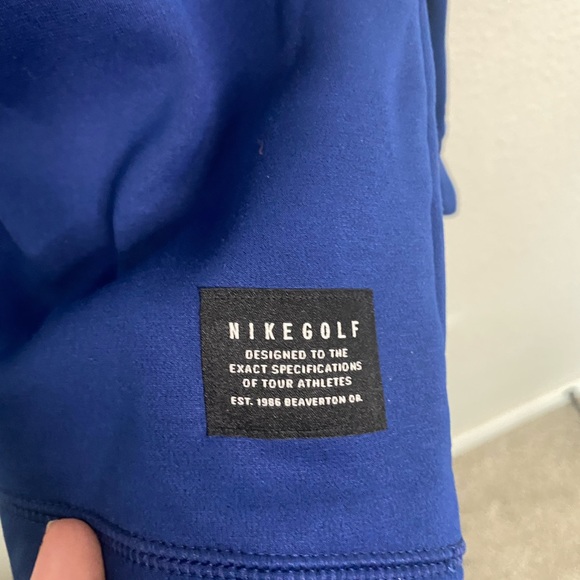 NIKEGOLF
DESIGNED TO THE
EXACT SPECIFICATIONS
OF TOUR ATHLETES
EST. 1986 BEAVERTON OR.